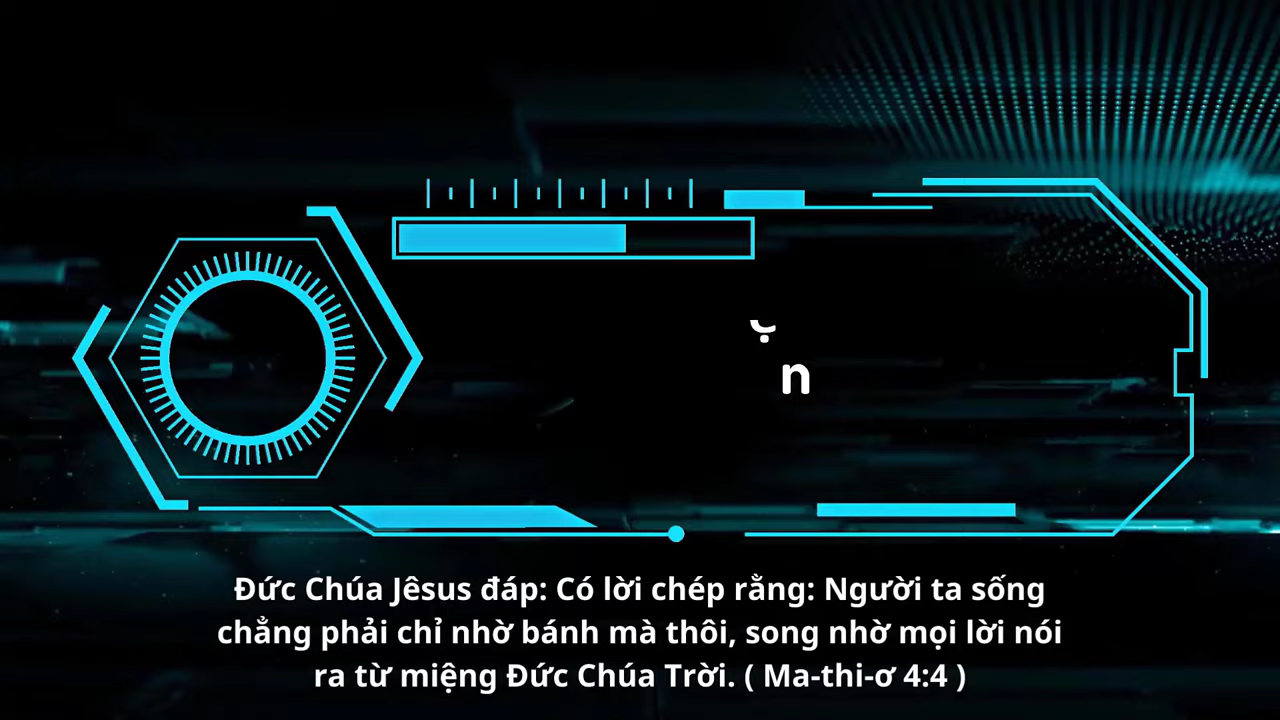 n
Đức Chúa Jêsus đáp: Có lời chép rằng: Người ta sống
chẳng phải chỉ nhờ bánh mà thôi, song nhờ mọi lời nói
ra từ miệng Đức Chúa Trời. ( Ma-thi-ơ 4:4 )